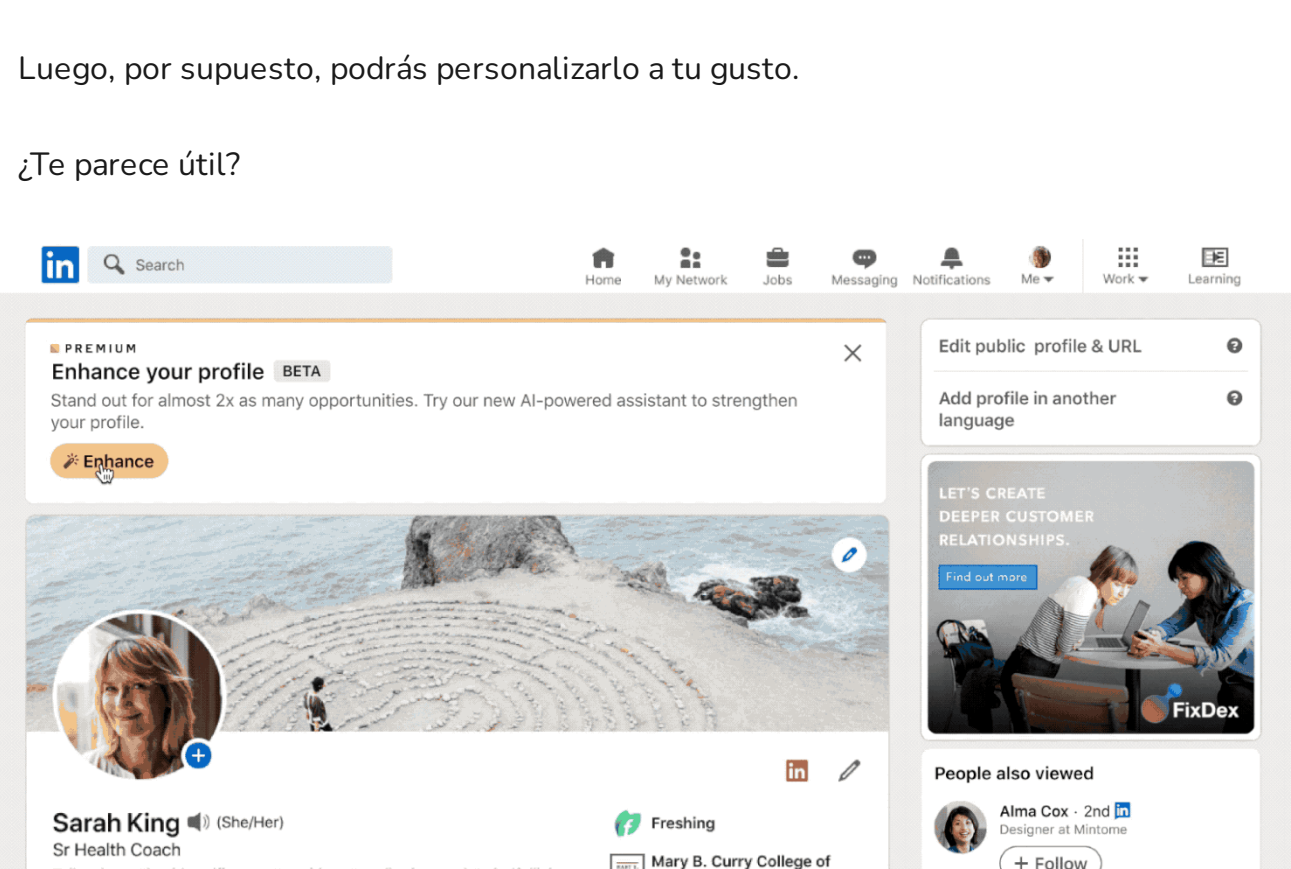 Luego, por supuesto, podrás personalizarlo a tu gusto.
¿Te parece útil?
in
Search
Home
My Network
Jobs
Messaging
Notifications
Me
Work
Learning
PREMIUM
Enhance your profile BETA
Stand out for almost 2x as many opportunities. Try our new AI-powered assistant to strengthen
your profile.
Enhance
Sarah King (She/Her)
Sr Health Coach
in
Freshing
Mary B. Curry College of
Edit public profile & URL
Add profile in another
language
LET'S CREATE
DEEPER CUSTOMER
RELATIONSHIPS.
Find out more
FixDex
People also viewed
Alma Cox · 2nd in
Designer at Mintome
+ Follow